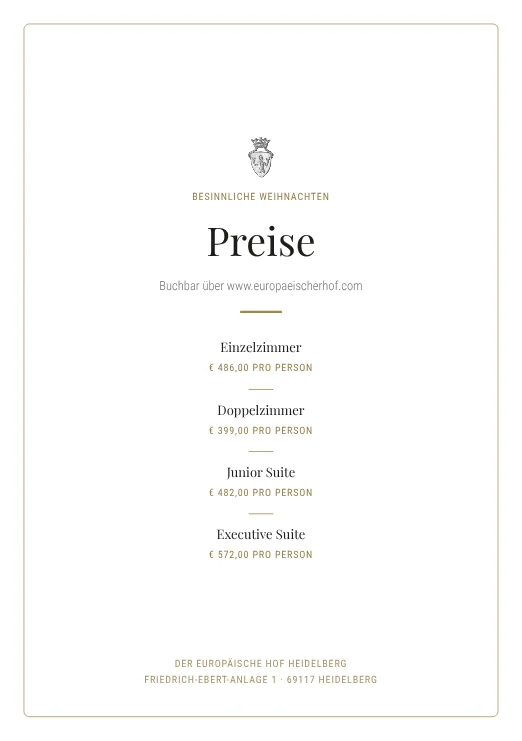 BESINNLICHE WEIHNACHTEN
Preise
Buchbar über www.europaeischerhof.com
Einzelzimmer
€ 486,00 PRO PERSON
Doppelzimmer
€ 399,00 PRO PERSON
Junior Suite
€ 482,00 PRO PERSON
Executive Suite
€ 572,00 PRO PERSON
DER EUROPÄISCHE HOF HEIDELBERG
FRIEDRICH-EBERT-ANLAGE 1 · 69117 HEIDELBERG